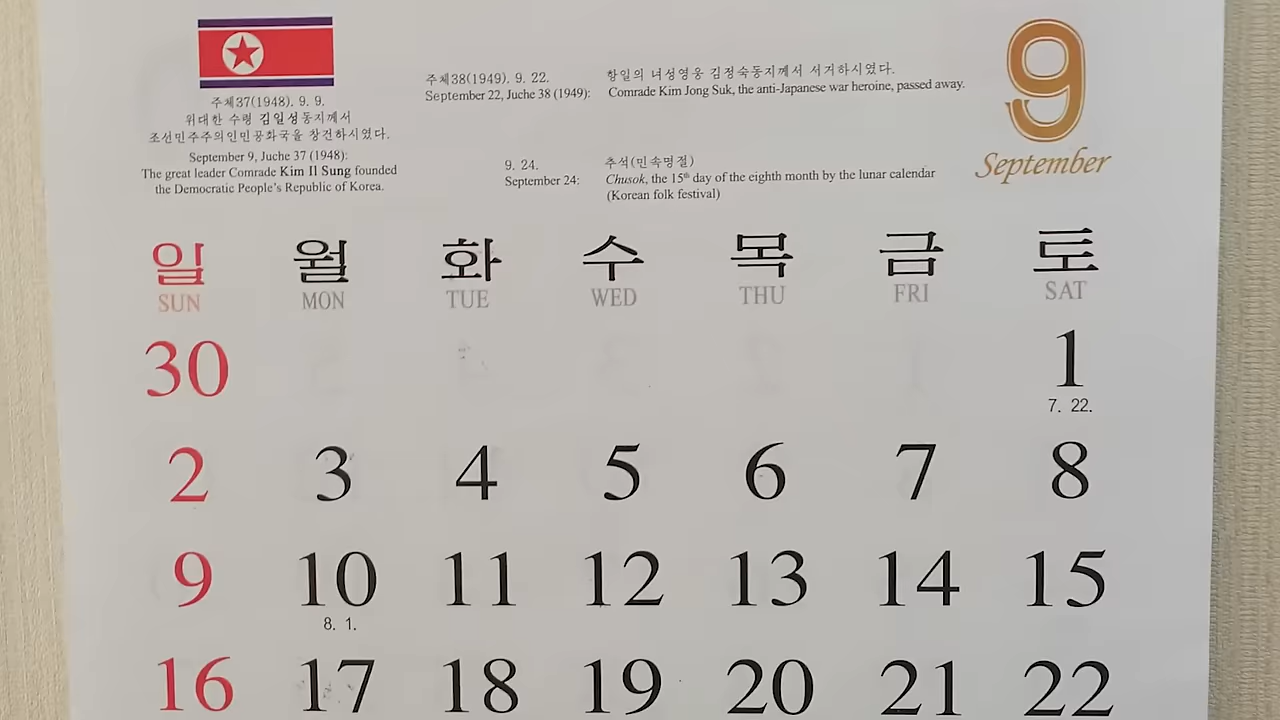 주체37(1948). 9. 9.
위대한 수령 김일성동지께서
조선민주주의인민공화국을 창건하시였다.
September 9, Juche 37 (1948):
The great leader Comrade Kim Il Sung founded
the Democratic People's Republic of Korea.
주체38(1949). 9. 22. 항일의 녀성영웅 김정숙동지께서 서거하시였다.
September 22, Juche 38 (1949): Comrade Kim Jong Suk, the anti-Japanese war heroine, passed away.
9. 24. 추석(민속명절)
September 24: Chusok, the 15th day of the eighth month by the lunar calendar
(Korean folk festival)
9
September
일 월 화 수 목 금 토
SUN MON TUE WED THU FRI SAT
30 1
7. 22.
2 3 4 5 6 7 8
9 10 11 12 13 14 15
8. 1.
16 17 18 19 20 21 22